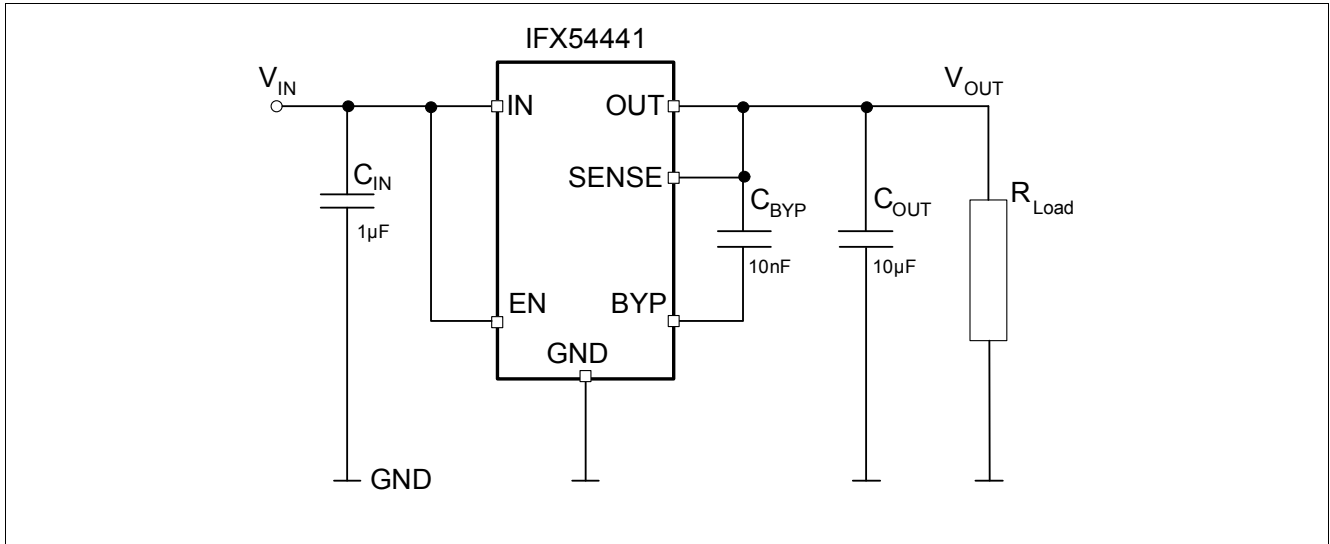 IFX54441
VIN
VOUT
IN
OUT
SENSE
CIN
1µF
CBYP
10nF
COUT
10µF
RLoad
EN
BYP
GND
GND